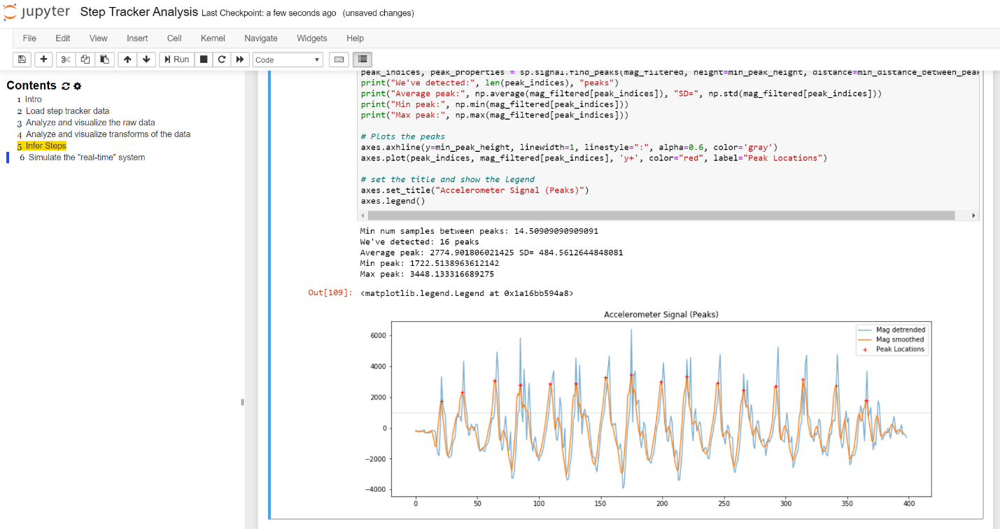 jupyter Step Tracker Analysis Last Checkpoint: a few seconds ago (unsaved changes)
File Edit View Insert Cell Kernel Navigate Widgets Help
Run Code
Contents
1 Intro
2 Load step tracker data
3 Analyze and visualize the raw data
4 Analyze and visualize transforms of the data
5 Infer Steps
6 Simulate the "real-time" system
peak_indices, peak_properties = sp.signal.find_peaks(mag_filtered, height=min_peak_height, distance=min_distance_between_peak
print("We've detected:", len(peak_indices), "peaks")
print("Average peak:", np.average(mag_filtered[peak_indices]), "SD=", np.std(mag_filtered[peak_indices]))
print("Min peak:", np.min(mag_filtered[peak_indices]))
print("Max peak:", np.max(mag_filtered[peak_indices]))
# Plots the peaks
axes.axhline(y=min_peak_height, linewidth=1, linestyle=":", alpha=0.6, color='gray')
axes.plot(peak_indices, mag_filtered[peak_indices], 'y+', color="red", label="Peak Locations")
# set the title and show the legend
axes.set_title("Accelerometer Signal (Peaks)")
axes.legend()
Min num samples between peaks: 14.50909090909091
We've detected: 16 peaks
Average peak: 2774.901806021425 SD= 484.5612644848081
Min peak: 1722.5138963612142
Max peak: 3448.133316689275
Out[109]: <matplotlib.legend.Legend at 0x1a16bb594a8>
Accelerometer Signal (Peaks)
Mag detrended
Mag smoothed
Peak Locations
6000
4000
2000
0
−2000
−4000
0 50 100 150 200 250 300 350 400